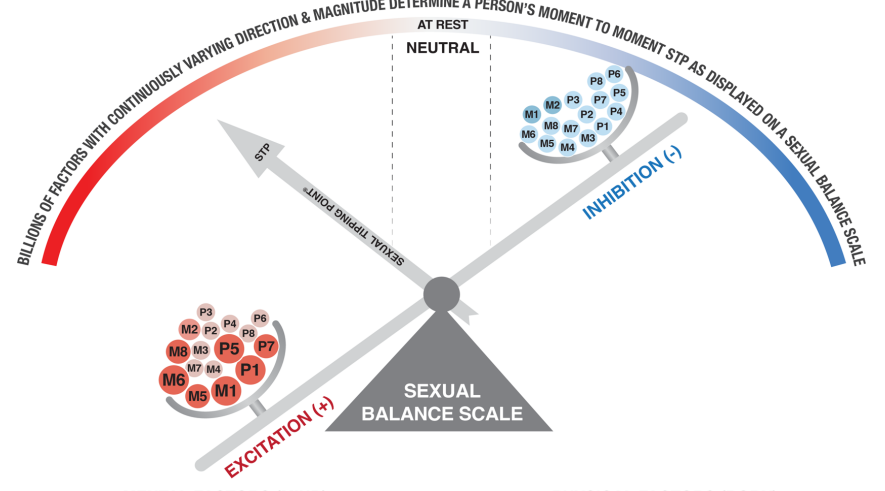 BILLIONS OF FACTORS WITH CONTINUOUSLY VARYING DIRECTION & MAGNITUDE DETERMINE A PERSON'S MOMENT TO MOMENT STP AS DISPLAYED ON A SEXUAL BALANCE SCALE
AT REST
NEUTRAL
P8 P6
M1 M2 P3 P7 P5
P2 P4
M6 M8 M7 P1
M5 M4 M3
INHIBITION (-)
STP
SEXUAL TIPPING POINT®
P3
M2 P2 P4 P6
P8
M8 M3 P5 P7
M7 M4 P1
M6 M5 M1
EXCITATION (+)
SEXUAL
BALANCE SCALE